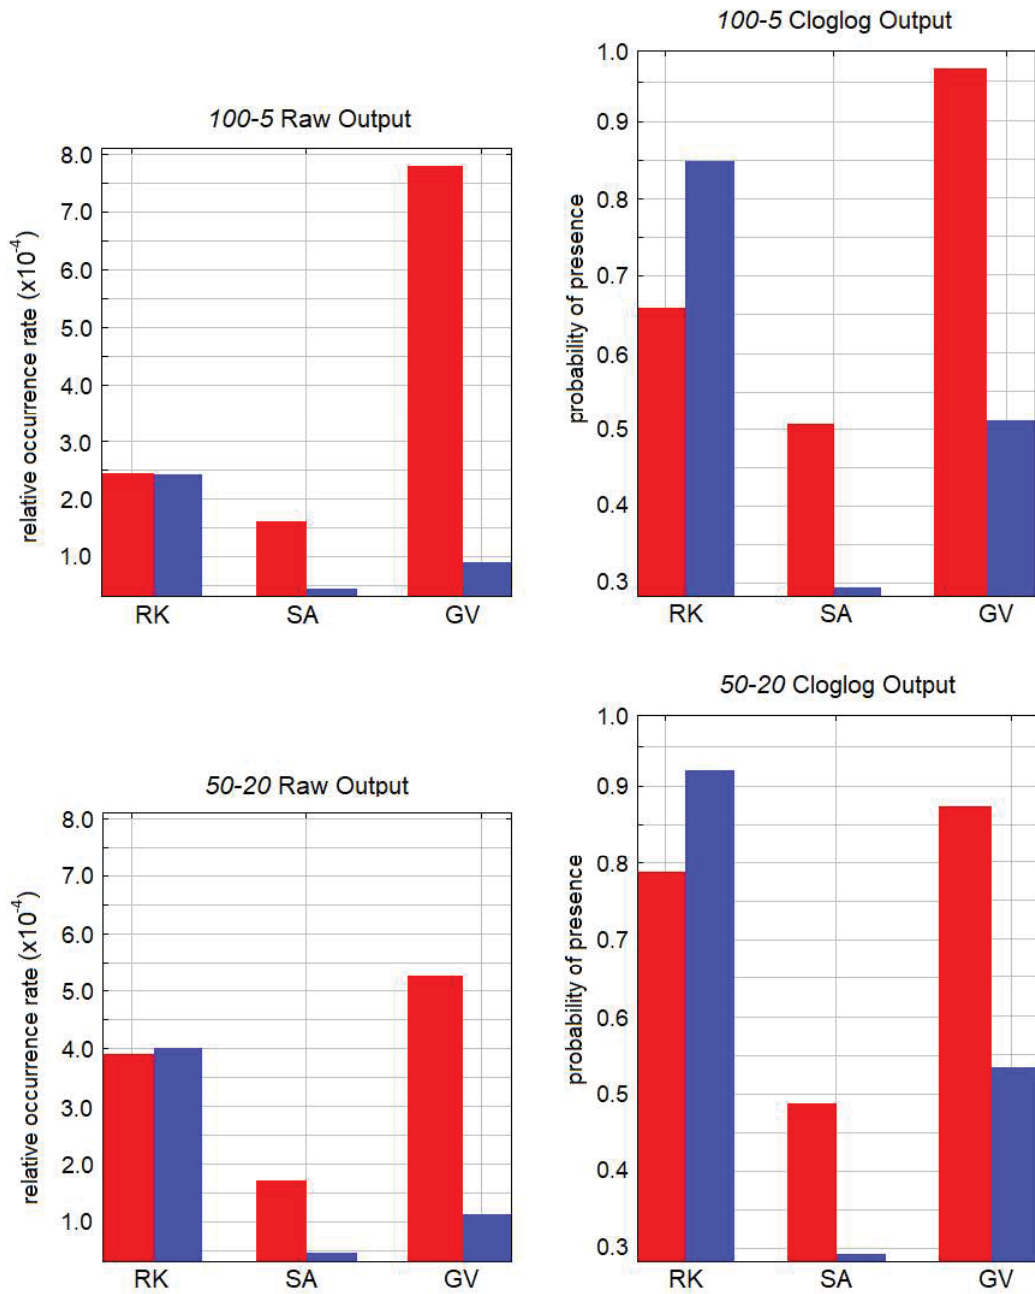 100-5 Raw Output
relative occurrence rate (x10-4)
8.0
7.0
6.0
5.0
4.0
3.0
2.0
1.0
RK SA GV
100-5 Cloglog Output
probability of presence
1.0
0.9
0.8
0.7
0.6
0.5
0.4
0.3
RK SA GV
50-20 Raw Output
relative occurrence rate (x10-4)
8.0
7.0
6.0
5.0
4.0
3.0
2.0
1.0
RK SA GV
50-20 Cloglog Output
probability of presence
1.0
0.9
0.8
0.7
0.6
0.5
0.4
0.3
RK SA GV